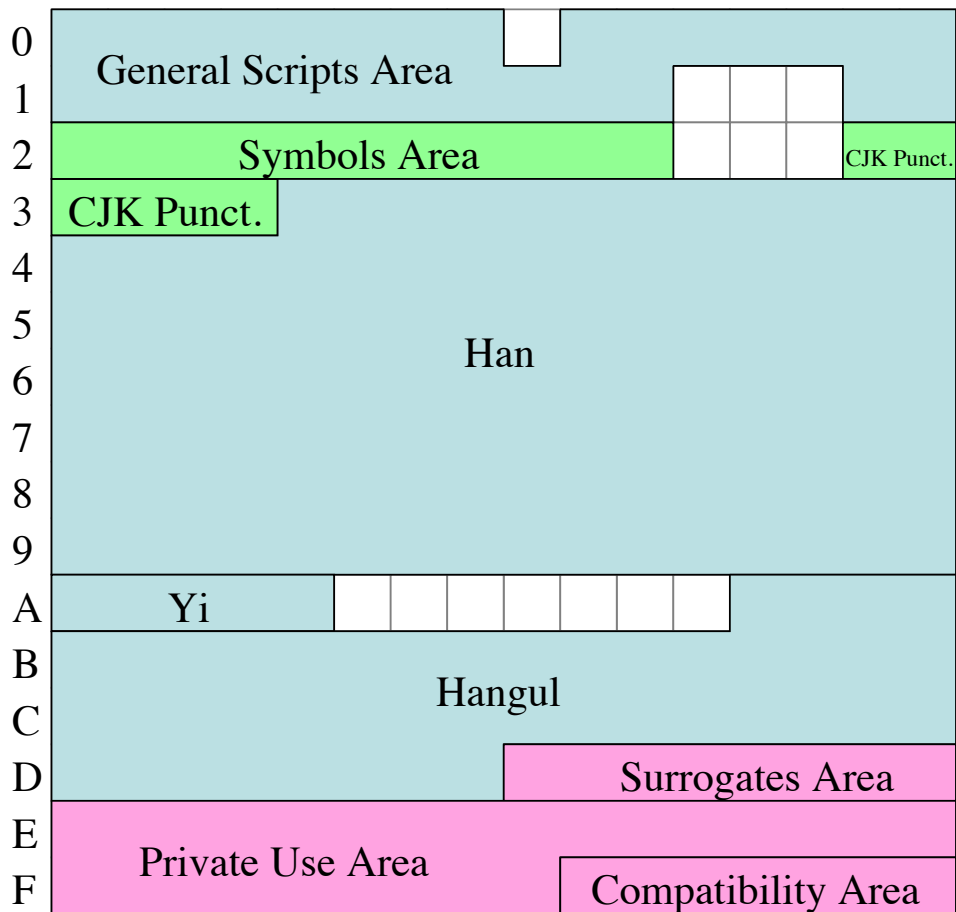 0
General Scripts Area
1
2 Symbols Area CJK Punct.
3 CJK Punct.
4
5
Han
6
7
8
9
A Yi
B
Hangul
C
D Surrogates Area
E
Private Use Area
F Compatibility Area